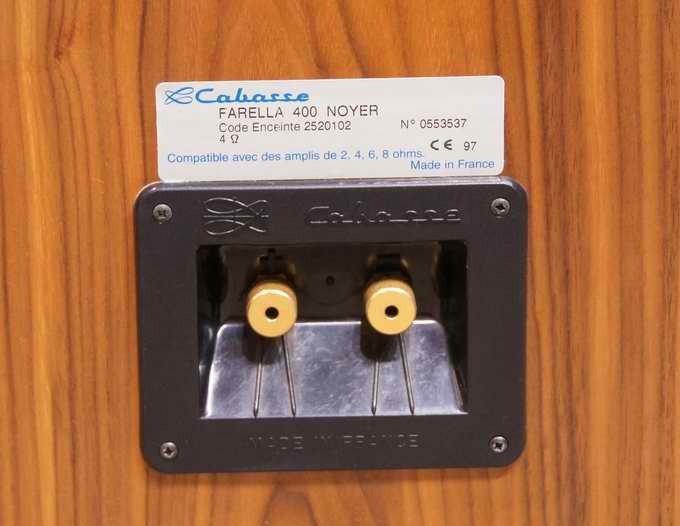 Cabasse
FARELLA 400 NOYER
Code Enceinte 2520102 N° 0553537
4 Ω
CE 97
Compatible avec des amplis de 2, 4, 6, 8 ohms.
Made in France
Cabasse
+ -
MADE IN FRANCE